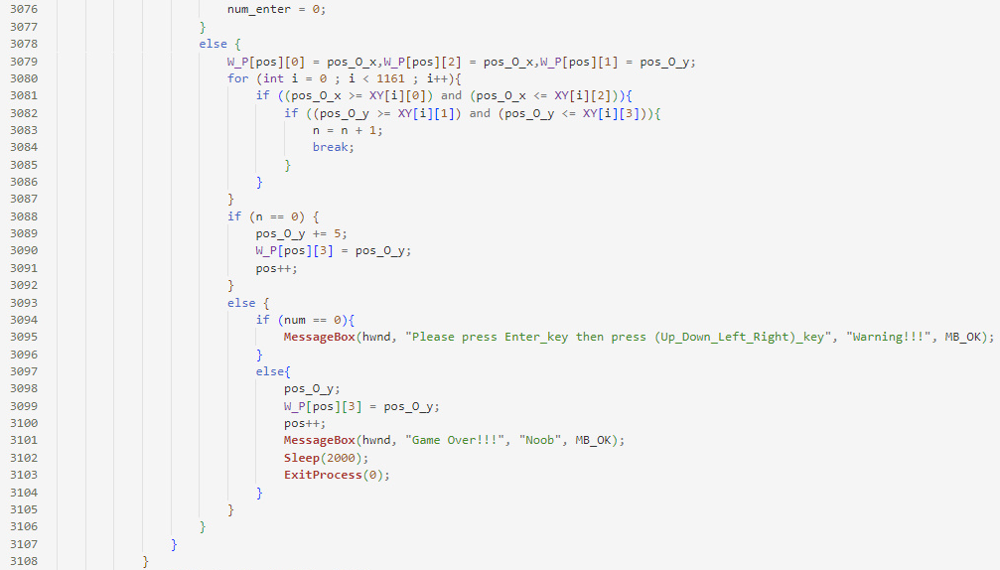 3076 num_enter = 0;
3077 }
3078 else {
3079 W_P[pos][0] = pos_O_x,W_P[pos][2] = pos_O_x,W_P[pos][1] = pos_O_y;
3080 for (int i = 0 ; i < 1161 ; i++){
3081 if ((pos_O_x >= XY[i][0]) and (pos_O_x <= XY[i][2])){
3082 if ((pos_O_y >= XY[i][1]) and (pos_O_y <= XY[i][3])){
3083 n = n + 1;
3084 break;
3085 }
3086 }
3087 }
3088 if (n == 0) {
3089 pos_O_y += 5;
3090 W_P[pos][3] = pos_O_y;
3091 pos++;
3092 }
3093 else {
3094 if (num == 0){
3095 MessageBox(hwnd, "Please press Enter_key then press (Up_Down_Left_Right)_key", "Warning!!!", MB_OK);
3096 }
3097 else{
3098 pos_O_y;
3099 W_P[pos][3] = pos_O_y;
3100 pos++;
3101 MessageBox(hwnd, "Game Over!!!", "Noob", MB_OK);
3102 Sleep(2000);
3103 ExitProcess(0);
3104 }
3105 }
3106 }
3107 }
3108 }